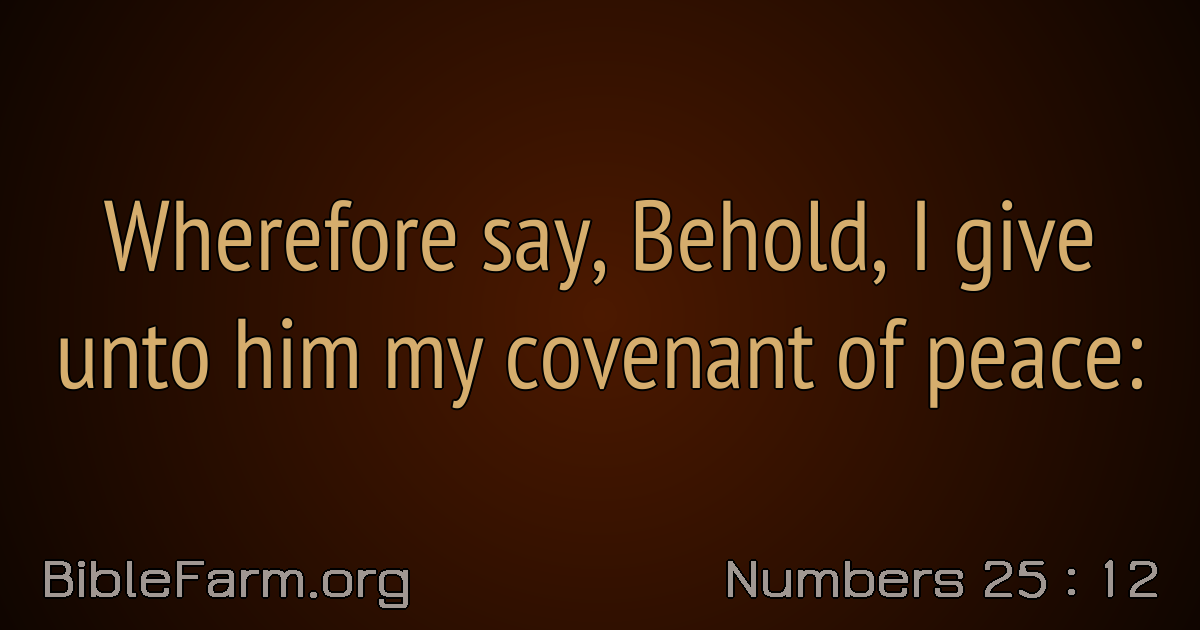 Wherefore say, Behold, I give
unto him my covenant of peace:
BibleFarm.org
Numbers 25 : 12